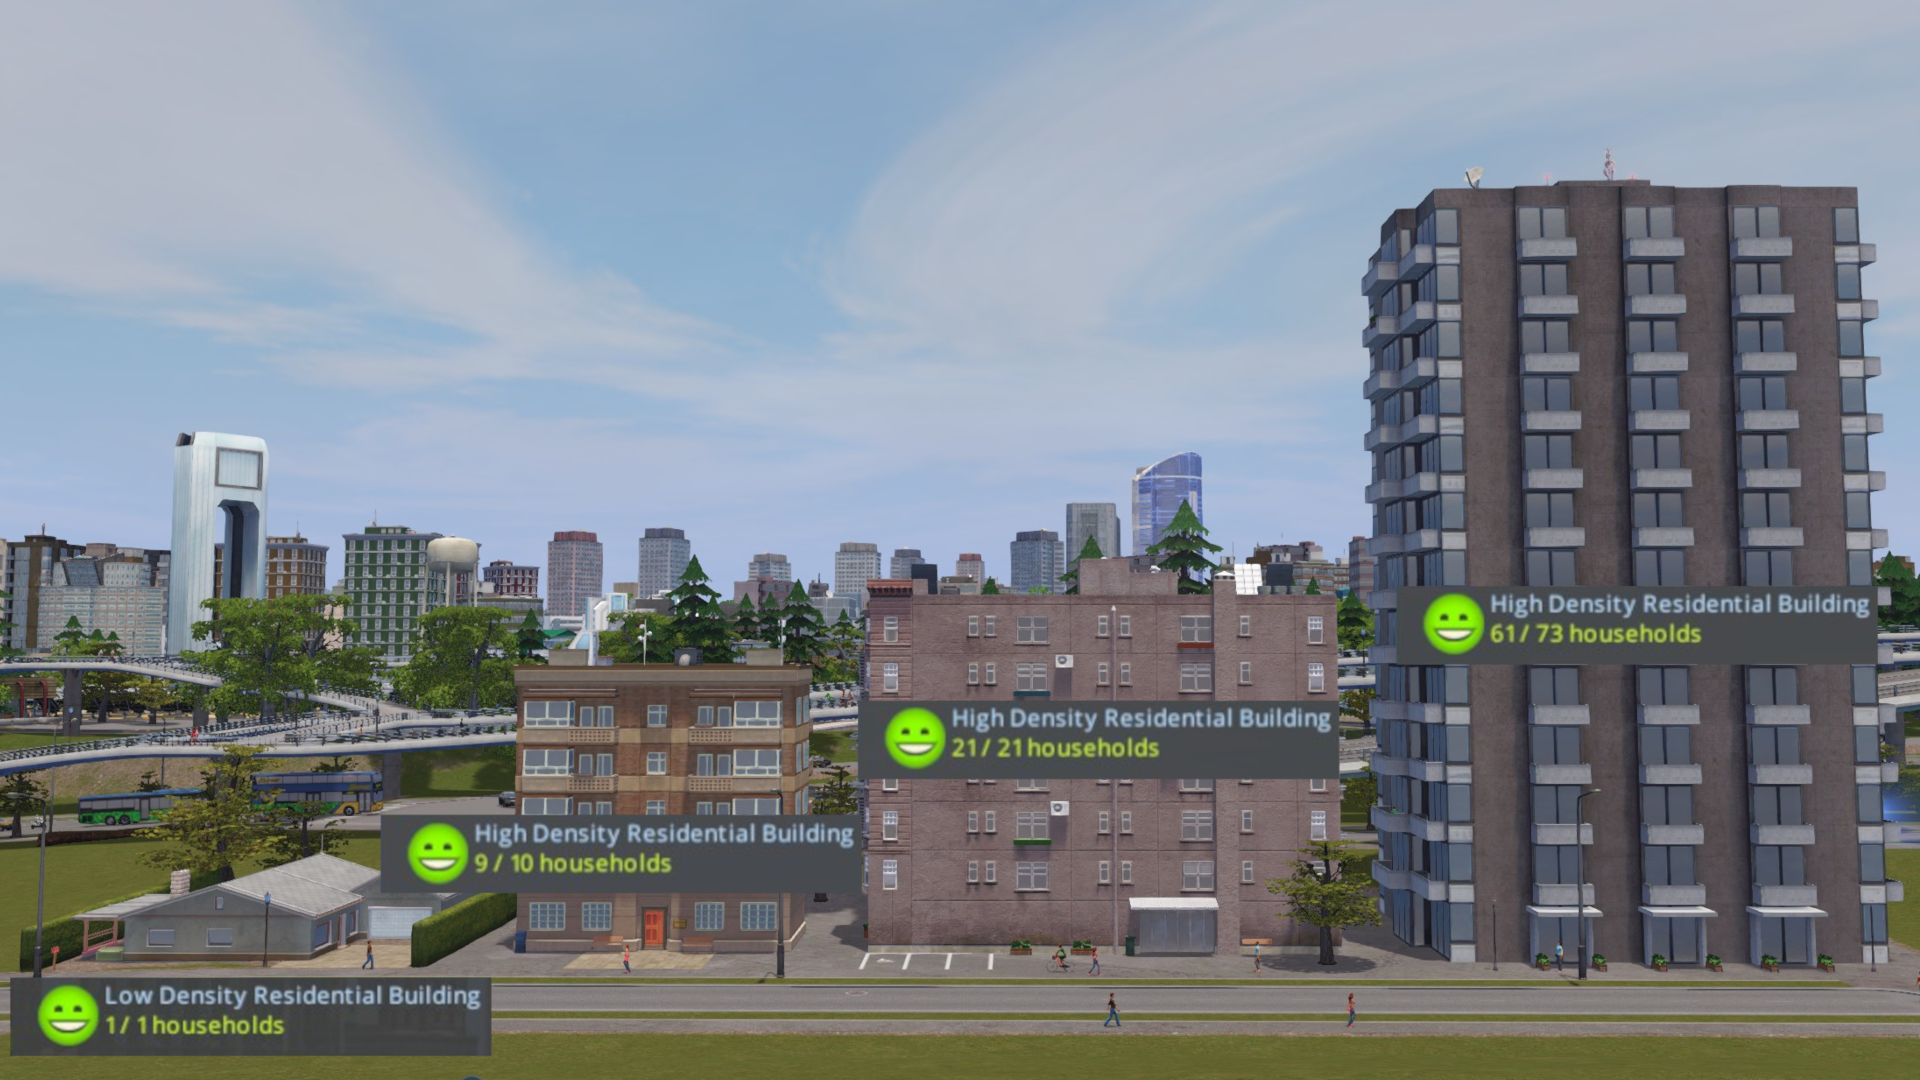 High Density Residential Building
61 / 73 households
High Density Residential Building
21 / 21 households
High Density Residential Building
9 / 10 households
Low Density Residential Building
1 / 1 households